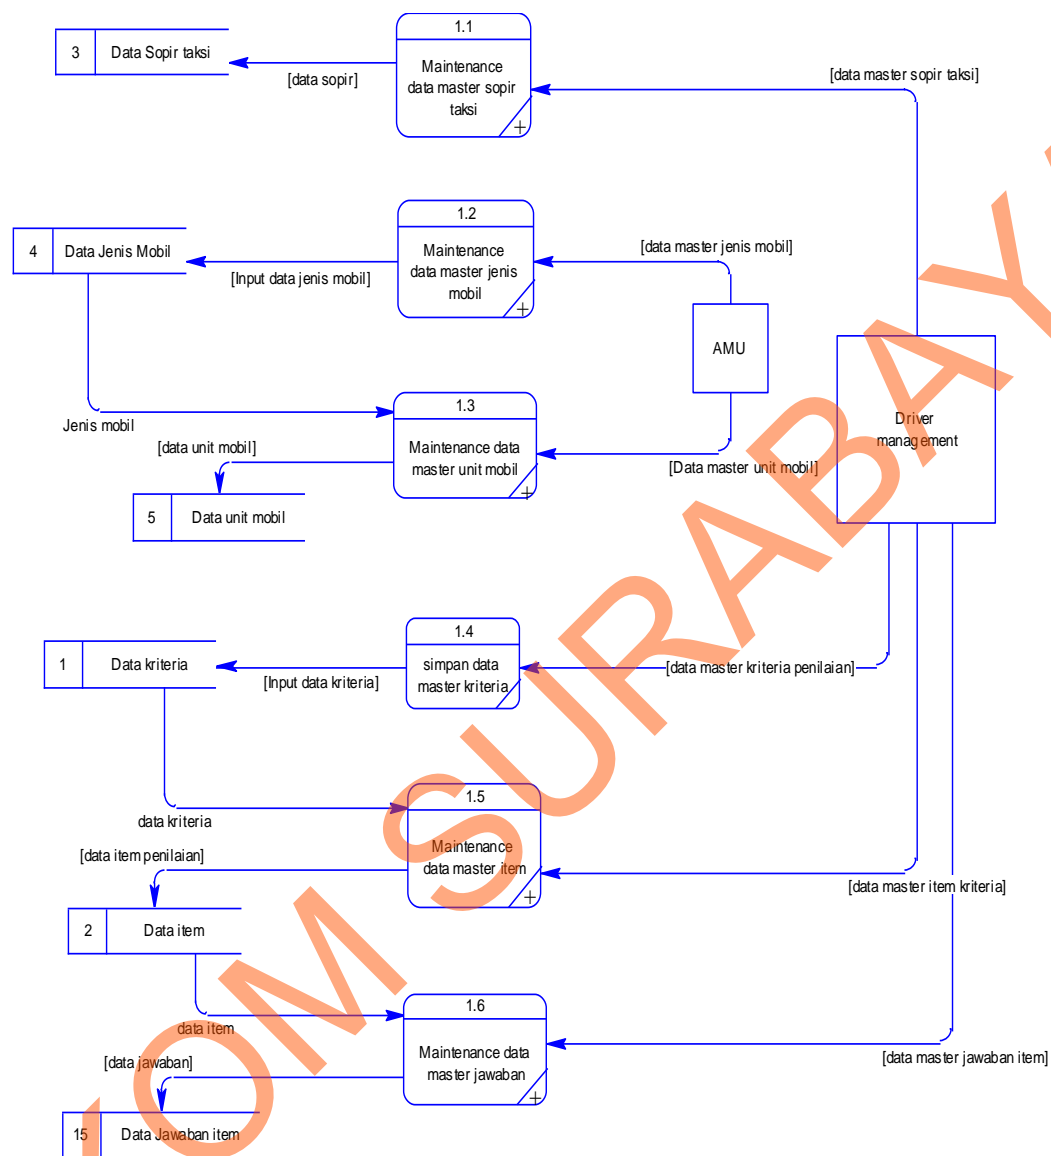 1.1
3
Data Sopir taksi
[data sopir]
Maintenance
data master sopir
taksi
[data master sopir taksi]
1.2
4
Data Jenis Mobil
[Input data jenis mobil]
Maintenance
data master jenis
mobil
[data master jenis mobil]
AMU
Driver
management
Jenis mobil
1.3
Maintenance data
master unit mobil
[data unit mobil]
[Data master unit mobil]
5
Data unit mobil
1.4
1
Data kriteria
[Input data kriteria]
simpan data
master kriteria
[data master kriteria penilaian]
1.5
data kriteria
Maintenance
data master item
[data item penilaian]
[data master item kriteria]
2
Data item
1.6
data item
Maintenance data
master jawaban
[data jawaban]
[data master jawaban item]
15
Data Jawaban item
OM SURABAY